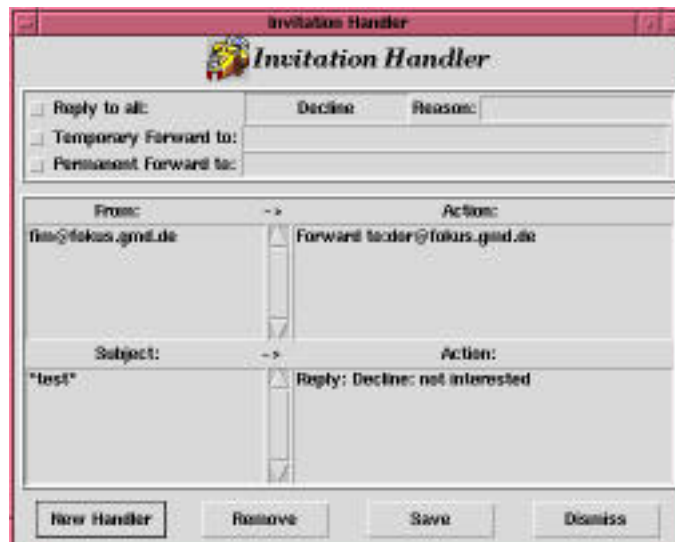 Invitation Handler
Invitation Handler
Reply to all: Decline Reason:
Temporary Forward to:
Permanent Forward to:
From: -> Action:
fim@fokus.gmd.de Forward to:dor@fokus.gmd.de
Subject: -> Action:
*test* Reply: Decline: not interested
New Handler Remove Save Dismiss